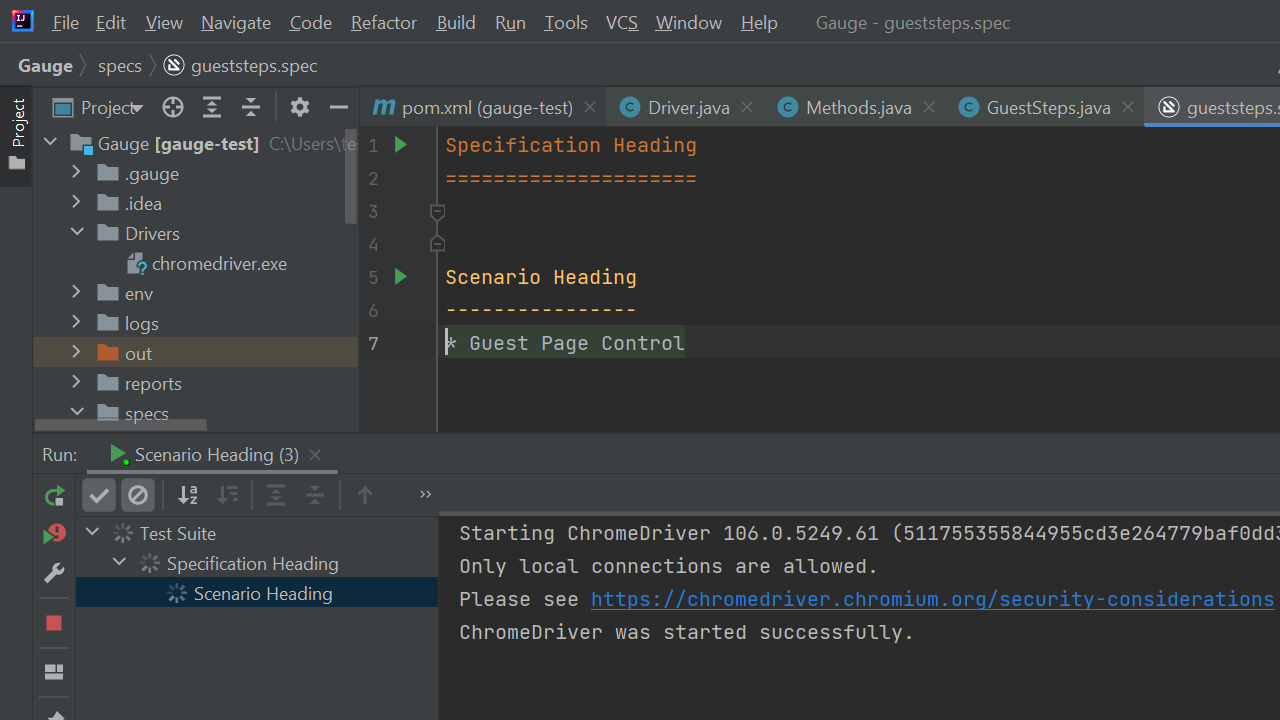 File Edit View Navigate Code Refactor Build Run Tools VCS Window Help Gauge - gueststeps.spec
Gauge specs gueststeps.spec
Project
Project
pom.xml (gauge-test) Driver.java Methods.java GuestSteps.java gueststeps.s
Gauge [gauge-test] C:\Users\te
.gauge
.idea
Drivers
chromedriver.exe
env
logs
out
reports
specs
1 Specification Heading
2 =====================
3
4
5 Scenario Heading
6 ----------------
7 * Guest Page Control
Run: Scenario Heading (3)
Test Suite
Specification Heading
Scenario Heading
Starting ChromeDriver 106.0.5249.61 (511755355844955cd3e264779baf0dd3
Only local connections are allowed.
Please see https://chromedriver.chromium.org/security-considerations
ChromeDriver was started successfully.